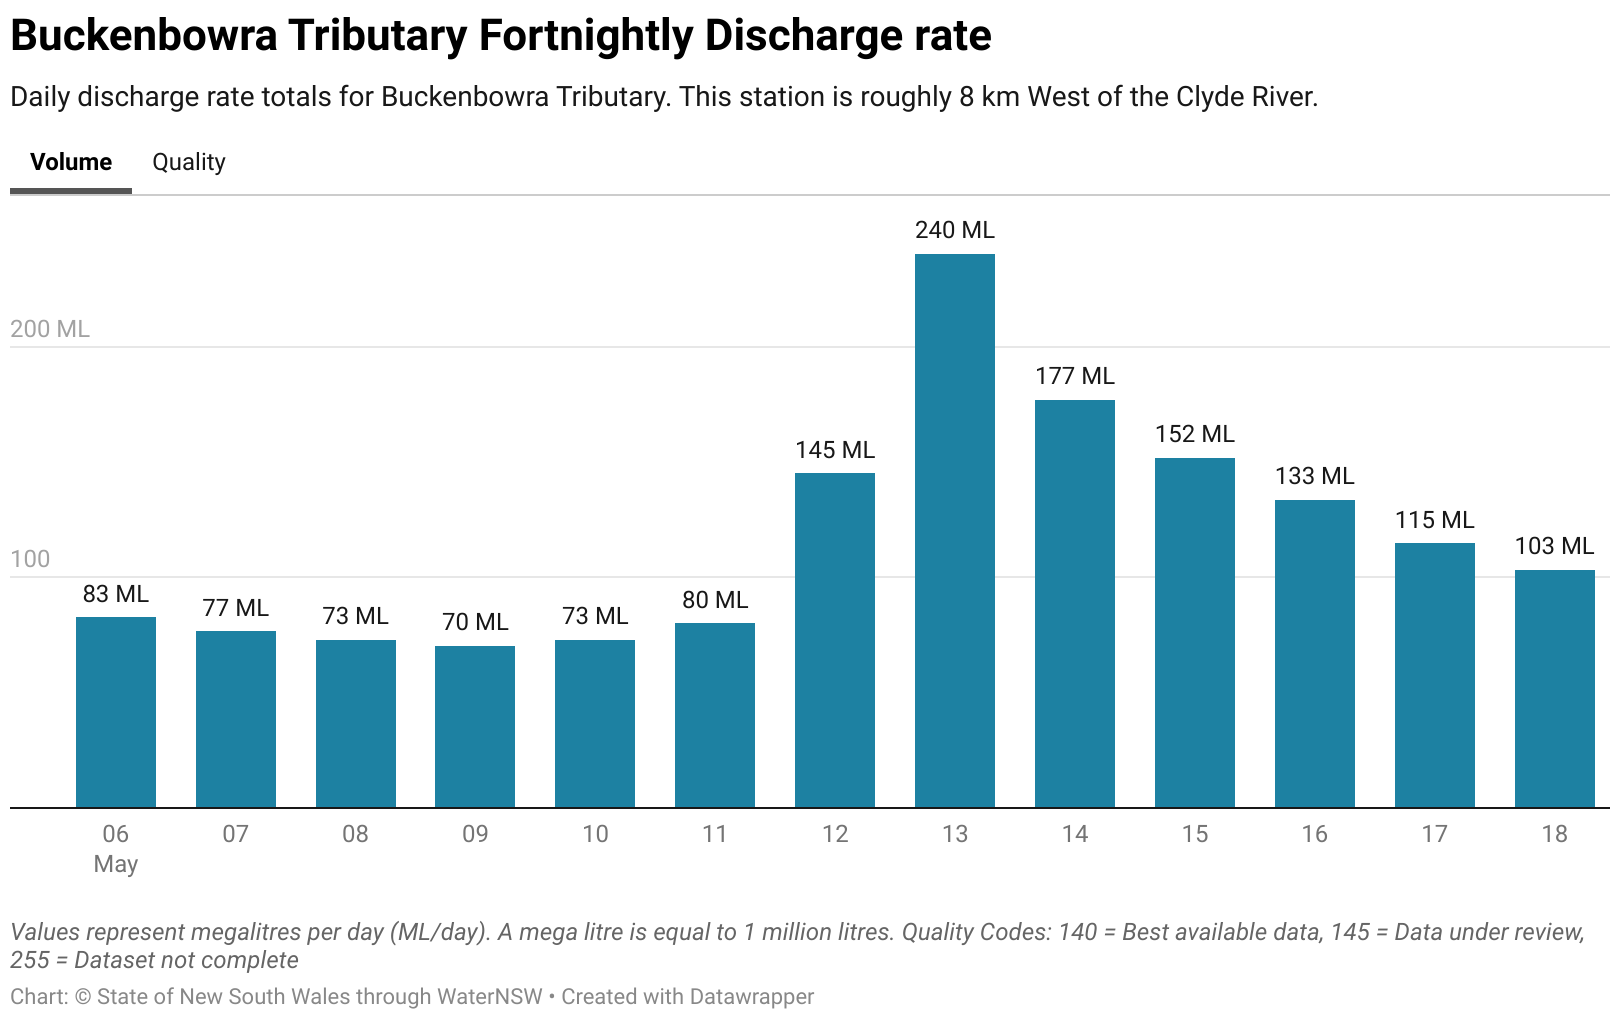 Buckenbowra Tributary Fortnightly Discharge rate
Daily discharge rate totals for Buckenbowra Tributary. This station is roughly 8 km West of the Clyde River.
Volume Quality
240 ML
200 ML
177 ML
152 ML
145 ML
133 ML
115 ML
103 ML
100
83 ML
77 ML
73 ML
70 ML
73 ML
80 ML
06 07 08 09 10 11 12 13 14 15 16 17 18
May
Values represent megalitres per day (ML/day). A mega litre is equal to 1 million litres. Quality Codes: 140 = Best available data, 145 = Data under review,
255 = Dataset not complete
Chart: © State of New South Wales through WaterNSW • Created with Datawrapper